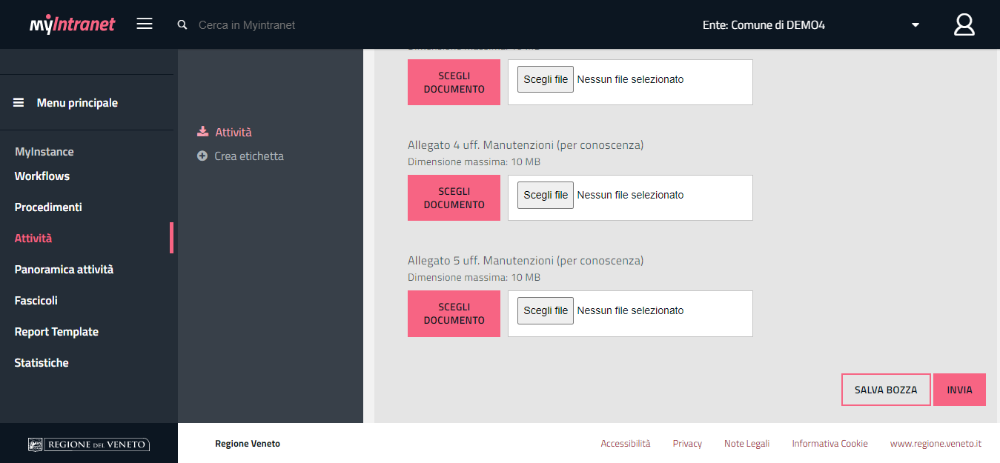 myIntranet
Cerca in Myintranet
Ente: Comune di DEMO4
Menu principale
MyInstance
Workflows
Procedimenti
Attività
Panoramica attività
Fascicoli
Report Template
Statistiche
Attività
Crea etichetta
Dimensione massima: 10 MB
SCEGLI
DOCUMENTO
Scegli file Nessun file selezionato
Allegato 4 uff. Manutenzioni (per conoscenza)
Dimensione massima: 10 MB
SCEGLI
DOCUMENTO
Scegli file Nessun file selezionato
Allegato 5 uff. Manutenzioni (per conoscenza)
Dimensione massima: 10 MB
SCEGLI
DOCUMENTO
Scegli file Nessun file selezionato
SALVA BOZZA
INVIA
REGIONE DEL VENETO
Regione Veneto
Accessibilità
Privacy
Note Legali
Informativa Cookie
www.regione.veneto.it